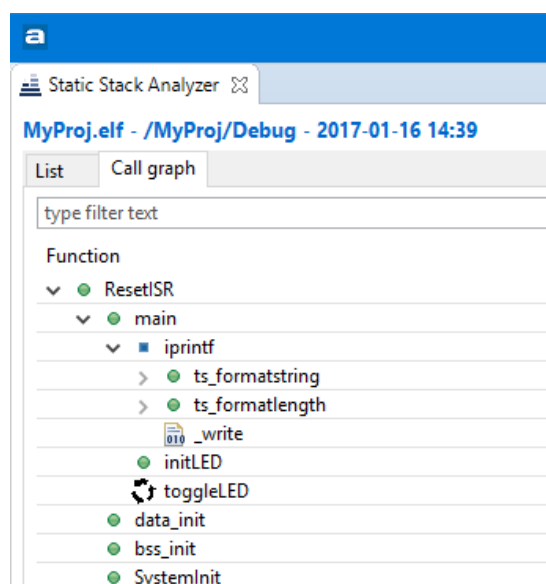 a
Static Stack Analyzer
MyProj.elf - /MyProj/Debug - 2017-01-16 14:39
List Call graph
type filter text
Function
ResetISR
main
iprintf
ts_formatstring
ts_formatlength
010 _write
initLED
toggleLED
data_init
bss_init
SystemInit